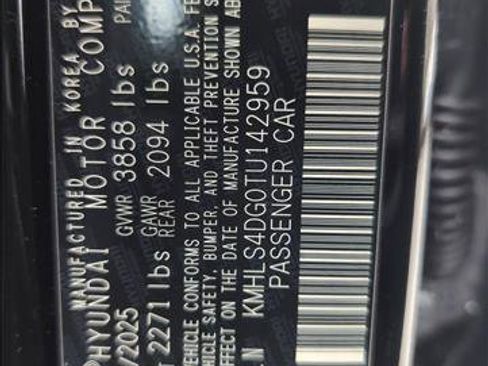 MANUFACTURED IN KOREA BY
HYUNDAI MOTOR COMP
/2025 GVWR 3858 lbs PAI
2271 lbs GAWR REAR 2094 lbs
VEHICLE CONFORMS TO ALL APPLICABLE U.S.A. FE
VEHICLE SAFETY, BUMPER, AND THEFT PREVENTION S
EFFECT ON THE DATE OF MANUFACTURE SHOWN AB
KMHLS4DG0TU142959
PASSENGER CAR